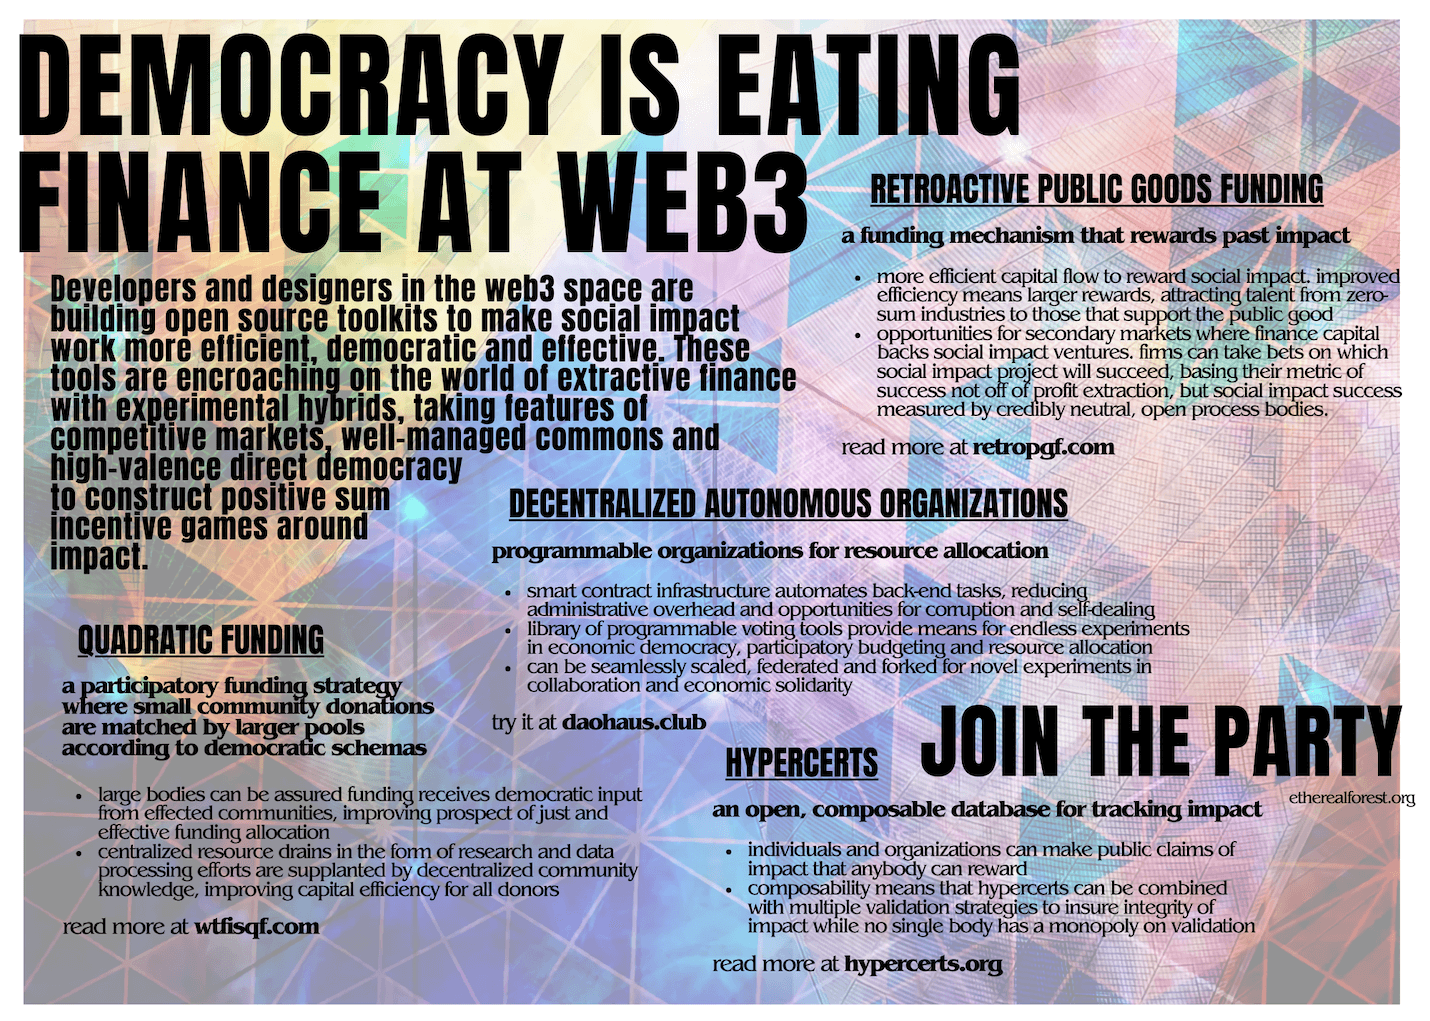 DEMOCRACY IS EATING
FINANCE AT WEB3
Developers and designers in the web3 space are
building open source toolkits to make social impact
work more efficient, democratic and effective. These
tools are encroaching on the world of extractive finance
with experimental hybrids, taking features of
competitive markets, well-managed commons and
high-valence direct democracy
to construct positive sum
incentive games around
impact.
RETROACTIVE PUBLIC GOODS FUNDING
a funding mechanism that rewards past impact
• more efficient capital flow to reward social impact. improved
efficiency means larger rewards, attracting talent from zero-
sum industries to those that support the public good
• opportunities for secondary markets where finance capital
backs social impact ventures. firms can take bets on which
social impact project will succeed, basing their metric of
success not off of profit extraction, but social impact success
measured by credibly neutral, open process bodies.
read more at retropgf.com
DECENTRALIZED AUTONOMOUS ORGANIZATIONS
programmable organizations for resource allocation
• smart contract infrastructure automates back-end tasks, reducing
administrative overhead and opportunities for corruption and self-dealing
• library of programmable voting tools provide means for endless experiments
in economic democracy, participatory budgeting and resource allocation
• can be seamlessly scaled, federated and forked for novel experiments in
collaboration and economic solidarity
try it at daohaus.club
QUADRATIC FUNDING
a participatory funding strategy
where small community donations
are matched by larger pools
according to democratic schemas
• large bodies can be assured funding receives democratic input
from effected communities, improving prospect of just and
effective funding allocation
• centralized resource drains in the form of research and data
processing efforts are supplanted by decentralized community
knowledge, improving capital efficiency for all donors
read more at wtfisqf.com
HYPERCERTS
an open, composable database for tracking impact
• individuals and organizations can make public claims of
impact that anybody can reward
• composability means that hypercerts can be combined
with multiple validation strategies to insure integrity of
impact while no single body has a monopoly on validation
read more at hypercerts.org
JOIN THE PARTY
etherealforest.org